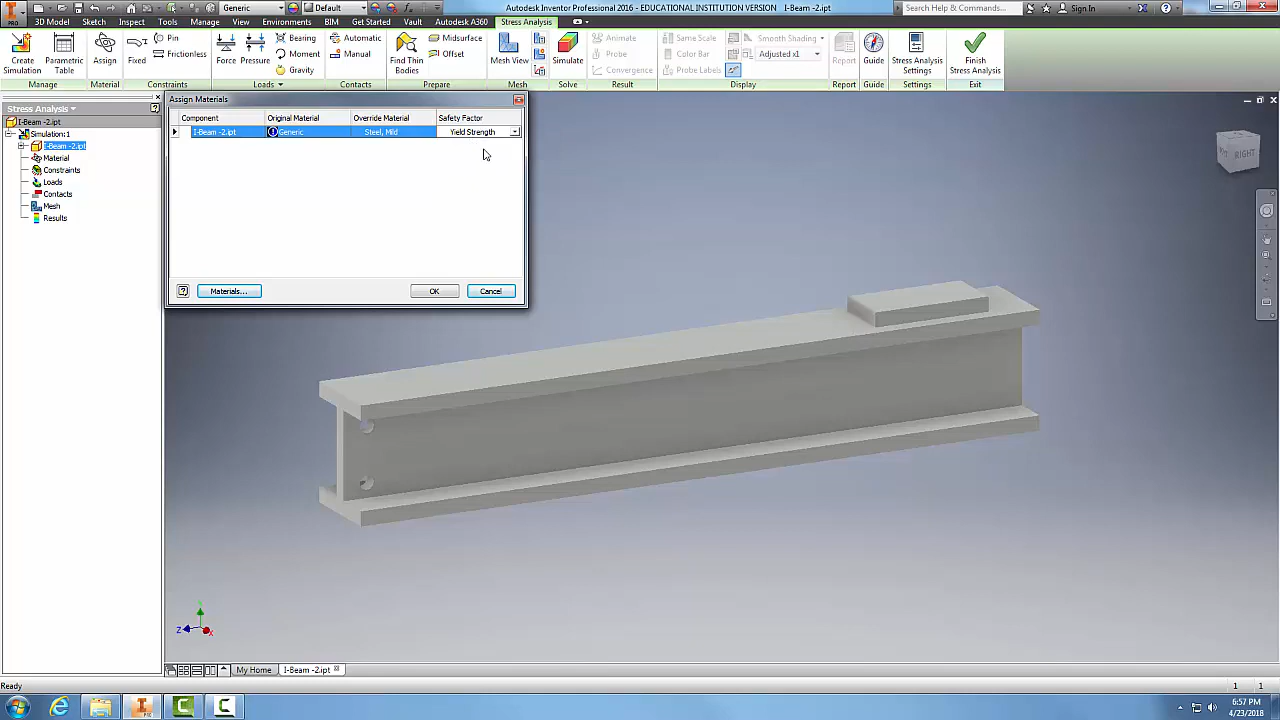 Generic Default Autodesk Inventor Professional 2016 - EDUCATIONAL INSTITUTION VERSION I-Beam -2.ipt Search Help & Commands... Sign In
PRO 3D Model Sketch Inspect Tools Manage View Environments BIM Get Started Vault Autodesk A360 Stress Analysis
Create Simulation
Parametric Table
Assign
Fixed
Pin
Frictionless
Force
Pressure
Bearing
Moment
Gravity
Automatic
Manual
Find Thin Bodies
Midsurface
Offset
Mesh View
Simulate
Animate
Probe
Convergence
Same Scale
Color Bar
Probe Labels
Smooth Shading
Adjusted x1
Report
Guide
Stress Analysis Settings
Finish Stress Analysis
Manage Material Constraints Loads Contacts Prepare Mesh Solve Result Display Report Guide Settings Exit
Stress Analysis
I-Beam -2.ipt
Simulation:1
I-Beam -2.ipt
Material
Constraints
Loads
Contacts
Mesh
Results
Assign Materials
Component Original Material Override Material Safety Factor
I-Beam -2.ipt Generic Steel, Mild Yield Strength
Materials... OK Cancel
RIGHT
Y
Z X
My Home I-Beam -2.ipt
Ready 1 1
6:57 PM
4/23/2018